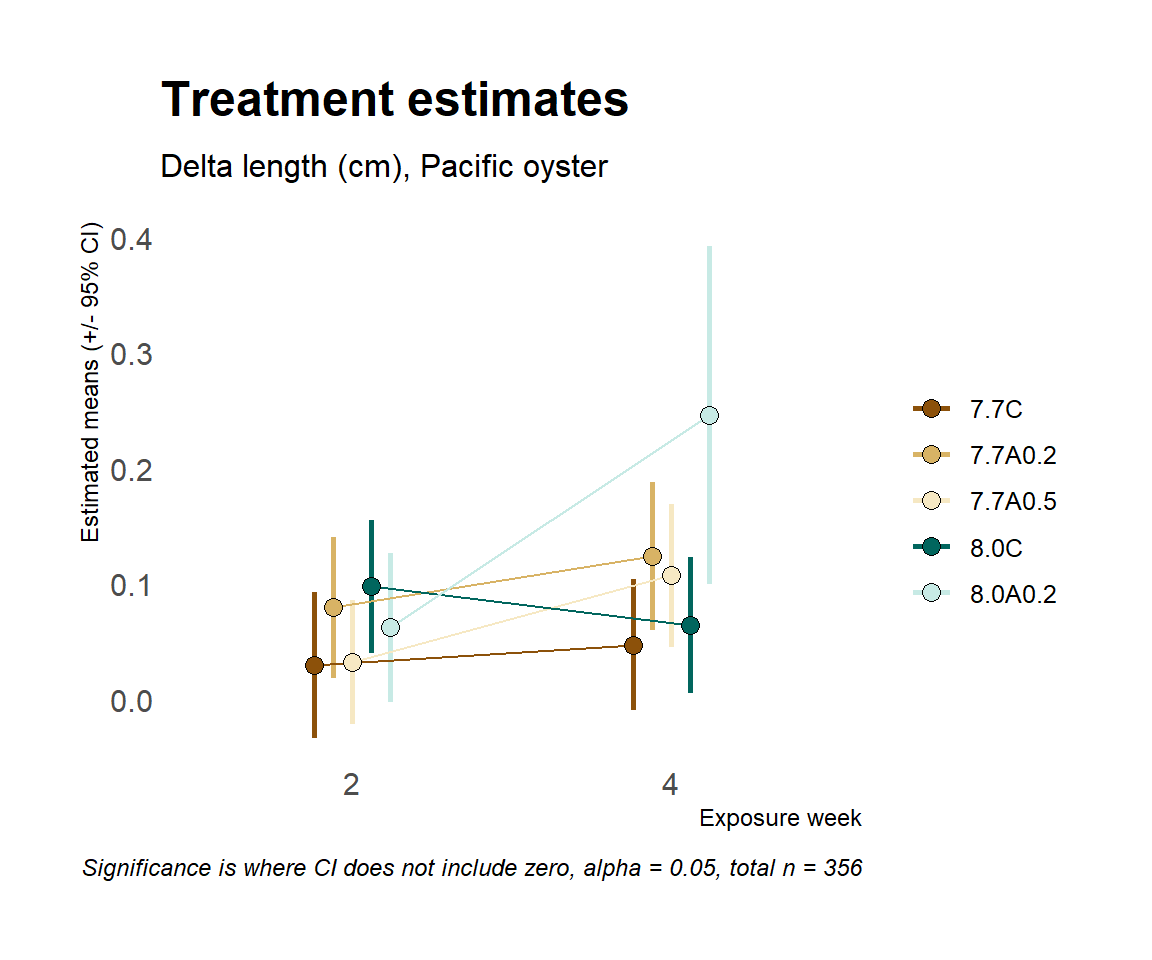 Treatment estimates
Delta length (cm), Pacific oyster
Estimated means (+/- 95% CI)
0.4
0.3
0.2
0.1
0.0
2
4
Exposure week
7.7C
7.7A0.2
7.7A0.5
8.0C
8.0A0.2
Significance is where CI does not include zero, alpha = 0.05, total n = 356